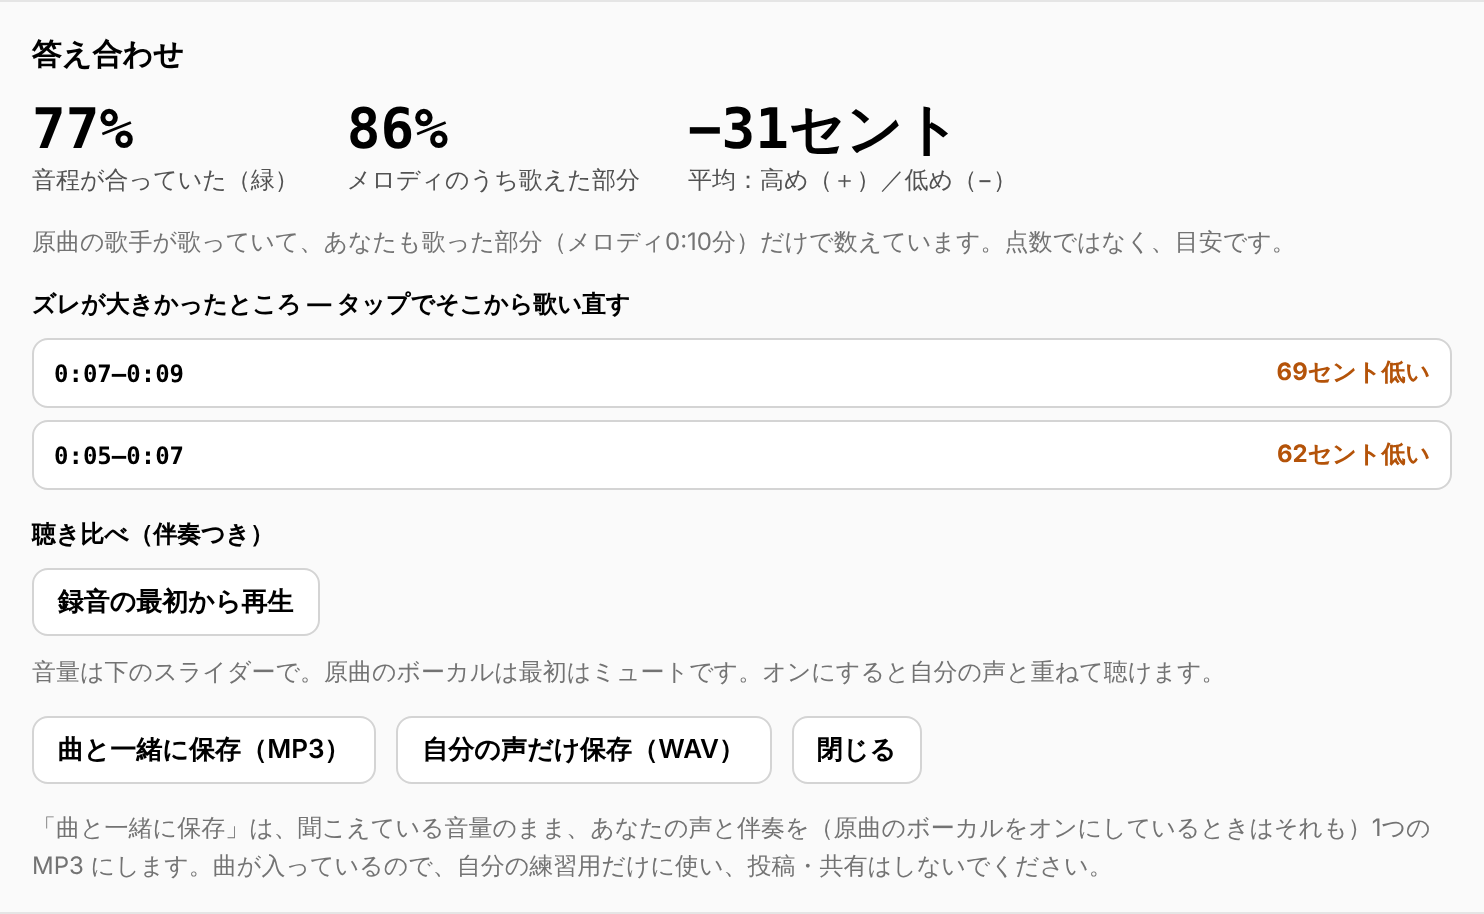 答え合わせ
77%
音程が合っていた（緑）
86%
メロディのうち歌えた部分
−31セント
平均：高め（＋）／低め（−）
原曲の歌手が歌っていて、あなたも歌った部分（メロディ0:10分）だけで数えています。点数ではなく、目安です。
ズレが大きかったところ — タップでそこから歌い直す
0:07–0:09 69セント低い
0:05–0:07 62セント低い
聴き比べ（伴奏つき）
録音の最初から再生
音量は下のスライダーで。原曲のボーカルは最初はミュートです。オンにすると自分の声と重ねて聴けます。
曲と一緒に保存（MP3） 自分の声だけ保存（WAV） 閉じる
「曲と一緒に保存」は、聞こえている音量のまま、あなたの声と伴奏を（原曲のボーカルをオンにしているときはそれも）1つの
MP3 にします。曲が入っているので、自分の練習用だけに使い、投稿・共有はしないでください。